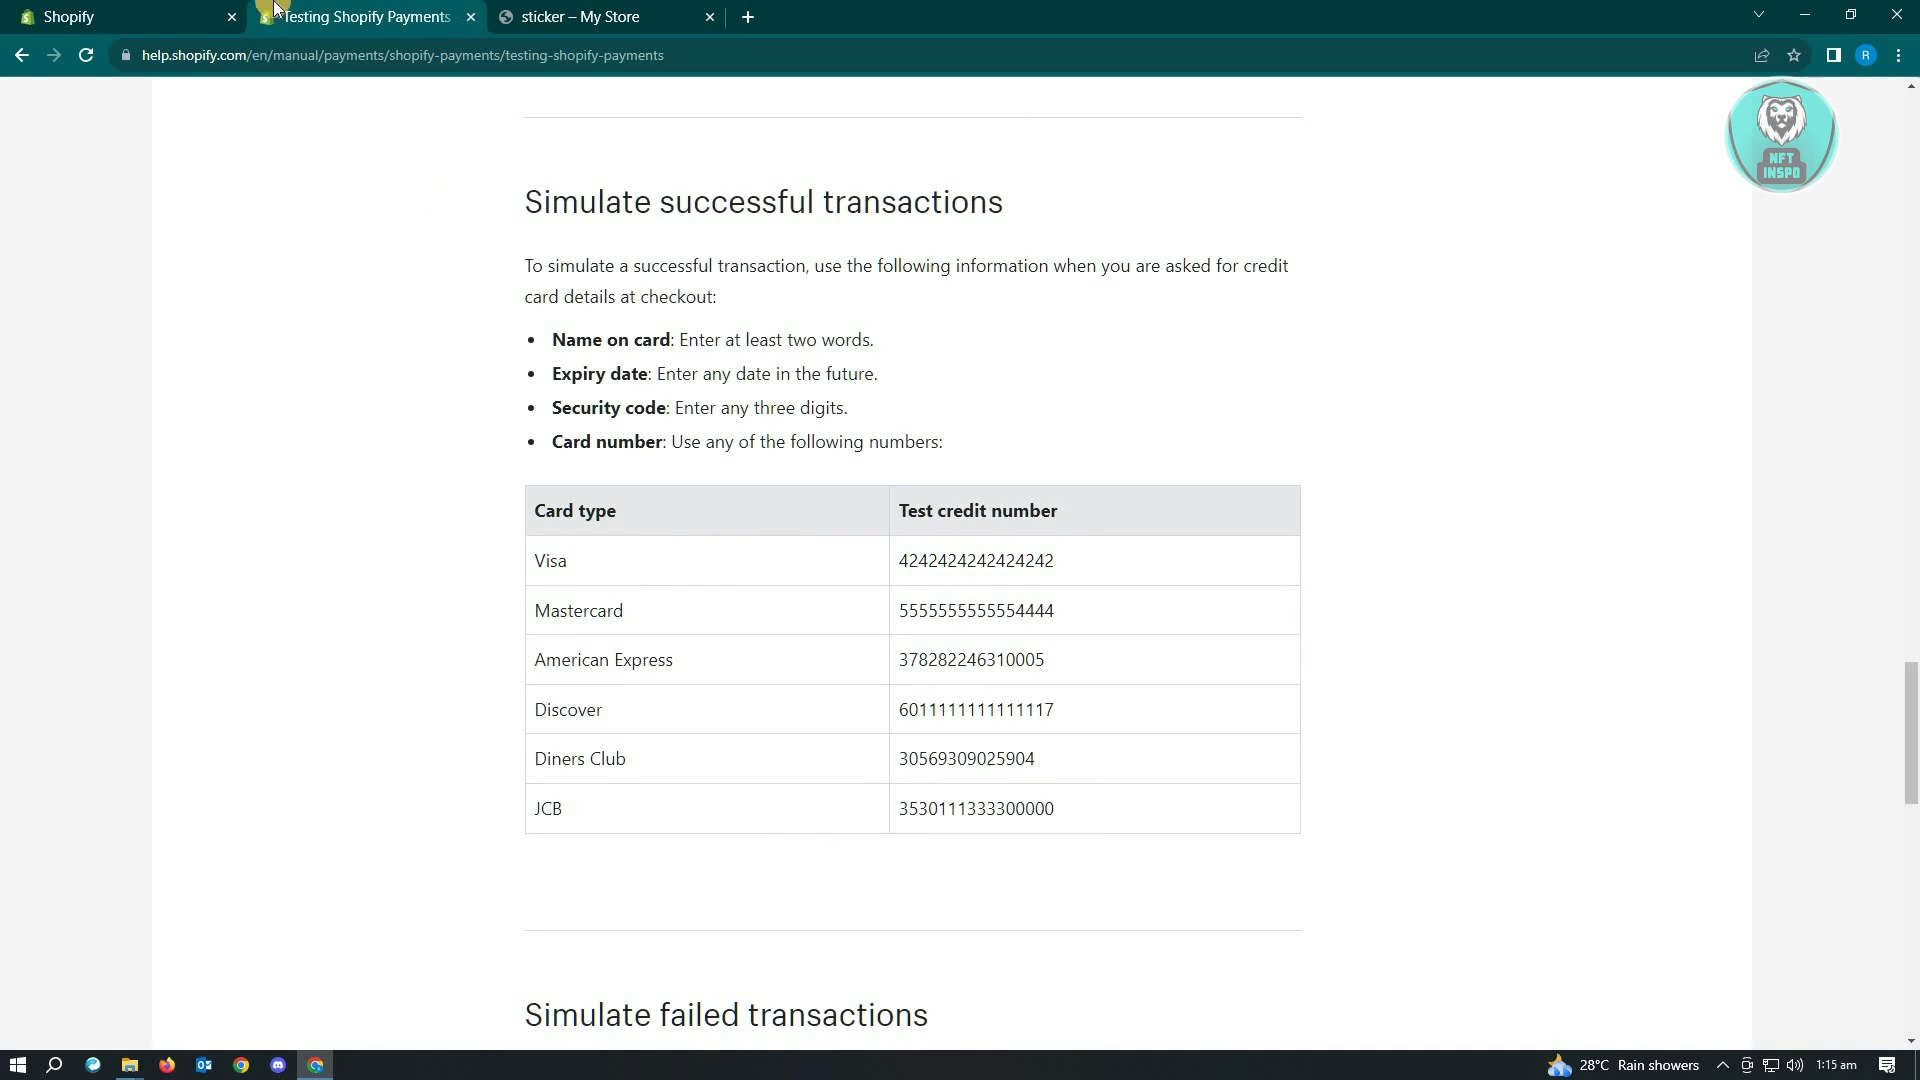 Shopify
Testing Shopify Payments
sticker – My Store
help.shopify.com/en/manual/payments/shopify-payments/testing-shopify-payments
R
NFT
INSPO
Simulate successful transactions
To simulate a successful transaction, use the following information when you are asked for credit
card details at checkout:
• Name on card: Enter at least two words.
• Expiry date: Enter any date in the future.
• Security code: Enter any three digits.
• Card number: Use any of the following numbers:
Card type Test credit number
Visa 4242424242424242
Mastercard 5555555555554444
American Express 378282246310005
Discover 6011111111111117
Diners Club 30569309025904
JCB 3530111333300000
Simulate failed transactions
28°C Rain showers
1:15 am